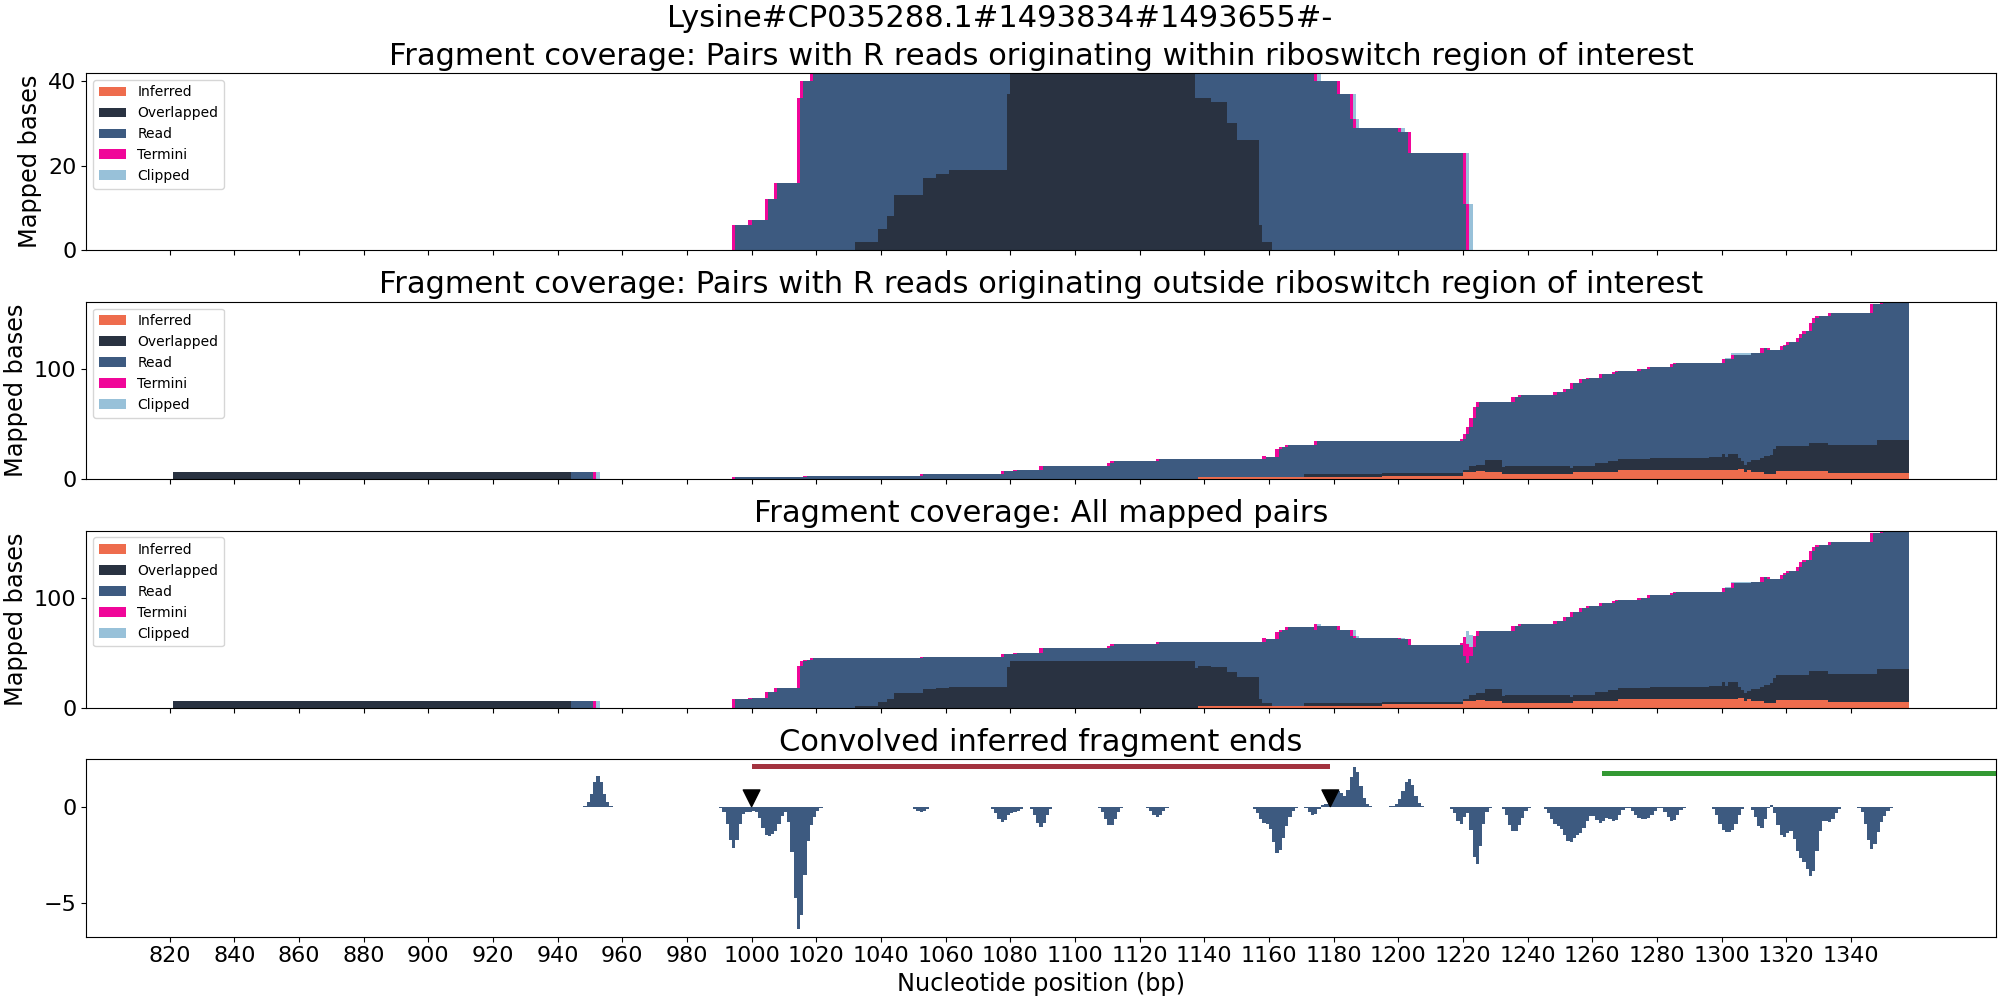 Lysine#CP035288.1#1493834#1493655#-
Fragment coverage: Pairs with R reads originating within riboswitch region of interest
Mapped bases
40
20
0
Inferred
Overlapped
Read
Termini
Clipped
Fragment coverage: Pairs with R reads originating outside riboswitch region of interest
Mapped bases
100
0
Inferred
Overlapped
Read
Termini
Clipped
Fragment coverage: All mapped pairs
Mapped bases
100
0
Inferred
Overlapped
Read
Termini
Clipped
Convolved inferred fragment ends
0
−5
820 840 860 880 900 920 940 960 980 1000 1020 1040 1060 1080 1100 1120 1140 1160 1180 1200 1220 1240 1260 1280 1300 1320 1340
Nucleotide position (bp)